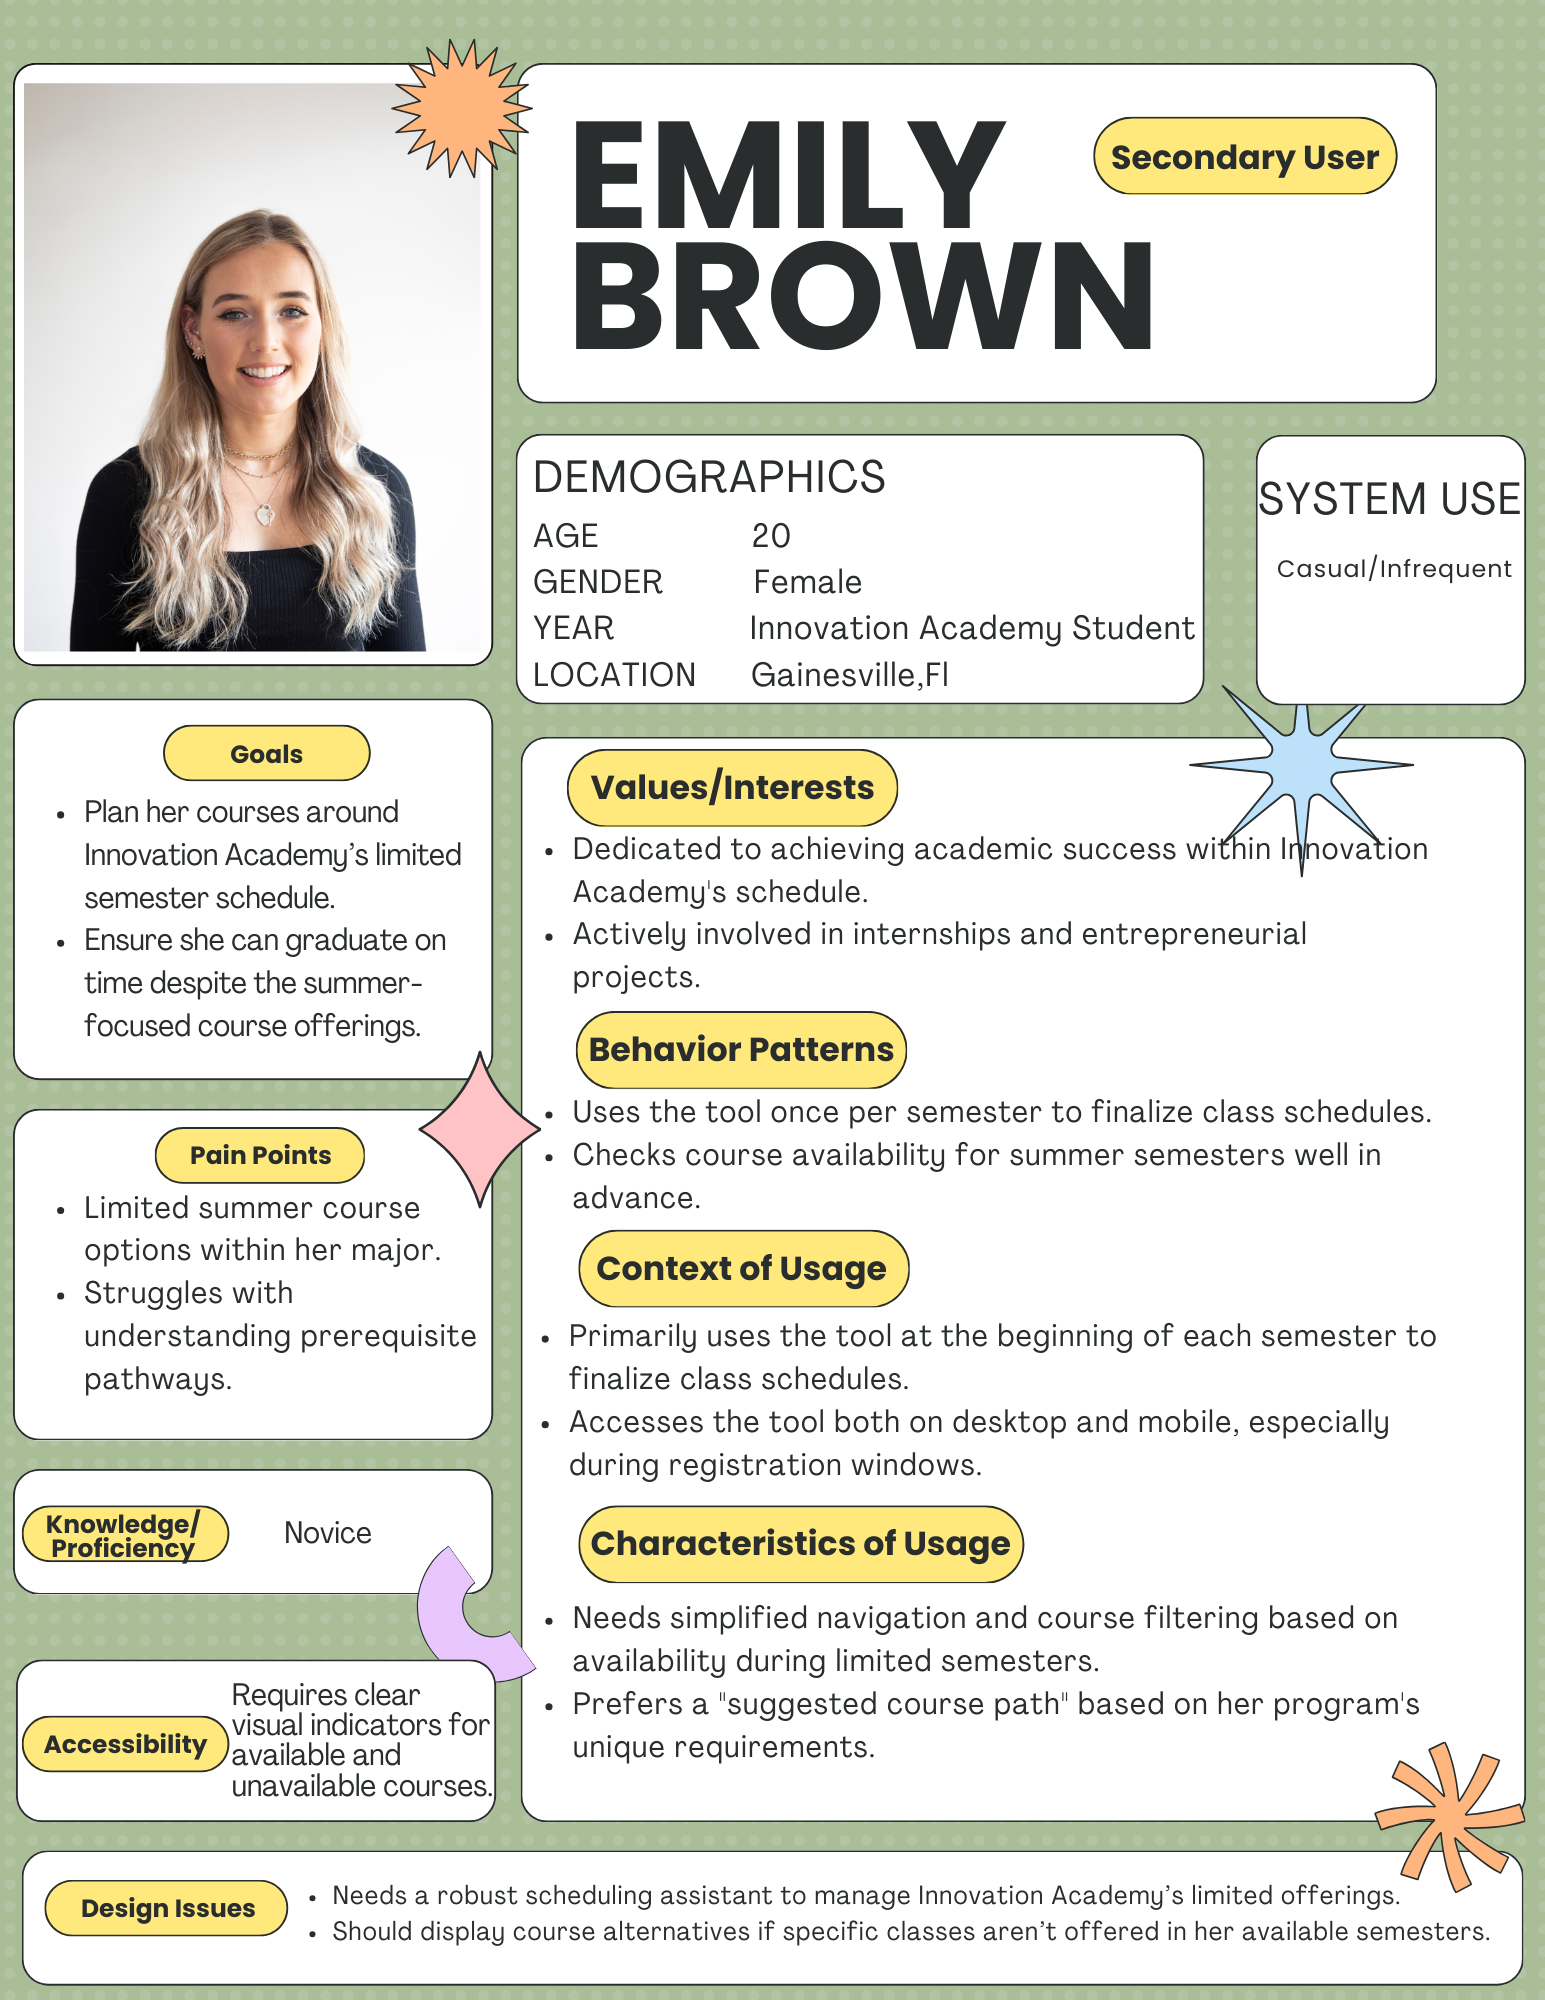 EMILY
BROWN
Secondary User
DEMOGRAPHICS
AGE 20
GENDER Female
YEAR Innovation Academy Student
LOCATION Gainesville,Fl
SYSTEM USE
Casual/Infrequent
Goals
• Plan her courses around
Innovation Academy’s limited
semester schedule.
• Ensure she can graduate on
time despite the summer-
focused course offerings.
Pain Points
• Limited summer course
options within her major.
• Struggles with
understanding prerequisite
pathways.
Knowledge/
Proficiency
Novice
Accessibility
Requires clear
visual indicators for
available and
unavailable courses.
Values/Interests
• Dedicated to achieving academic success within Innovation
Academy's schedule.
• Actively involved in internships and entrepreneurial
projects.
Behavior Patterns
• Uses the tool once per semester to finalize class schedules.
• Checks course availability for summer semesters well in
advance.
Context of Usage
• Primarily uses the tool at the beginning of each semester to
finalize class schedules.
• Accesses the tool both on desktop and mobile, especially
during registration windows.
Characteristics of Usage
• Needs simplified navigation and course filtering based on
availability during limited semesters.
• Prefers a "suggested course path" based on her program's
unique requirements.
Design Issues
• Needs a robust scheduling assistant to manage Innovation Academy’s limited offerings.
• Should display course alternatives if specific classes aren’t offered in her available semesters.